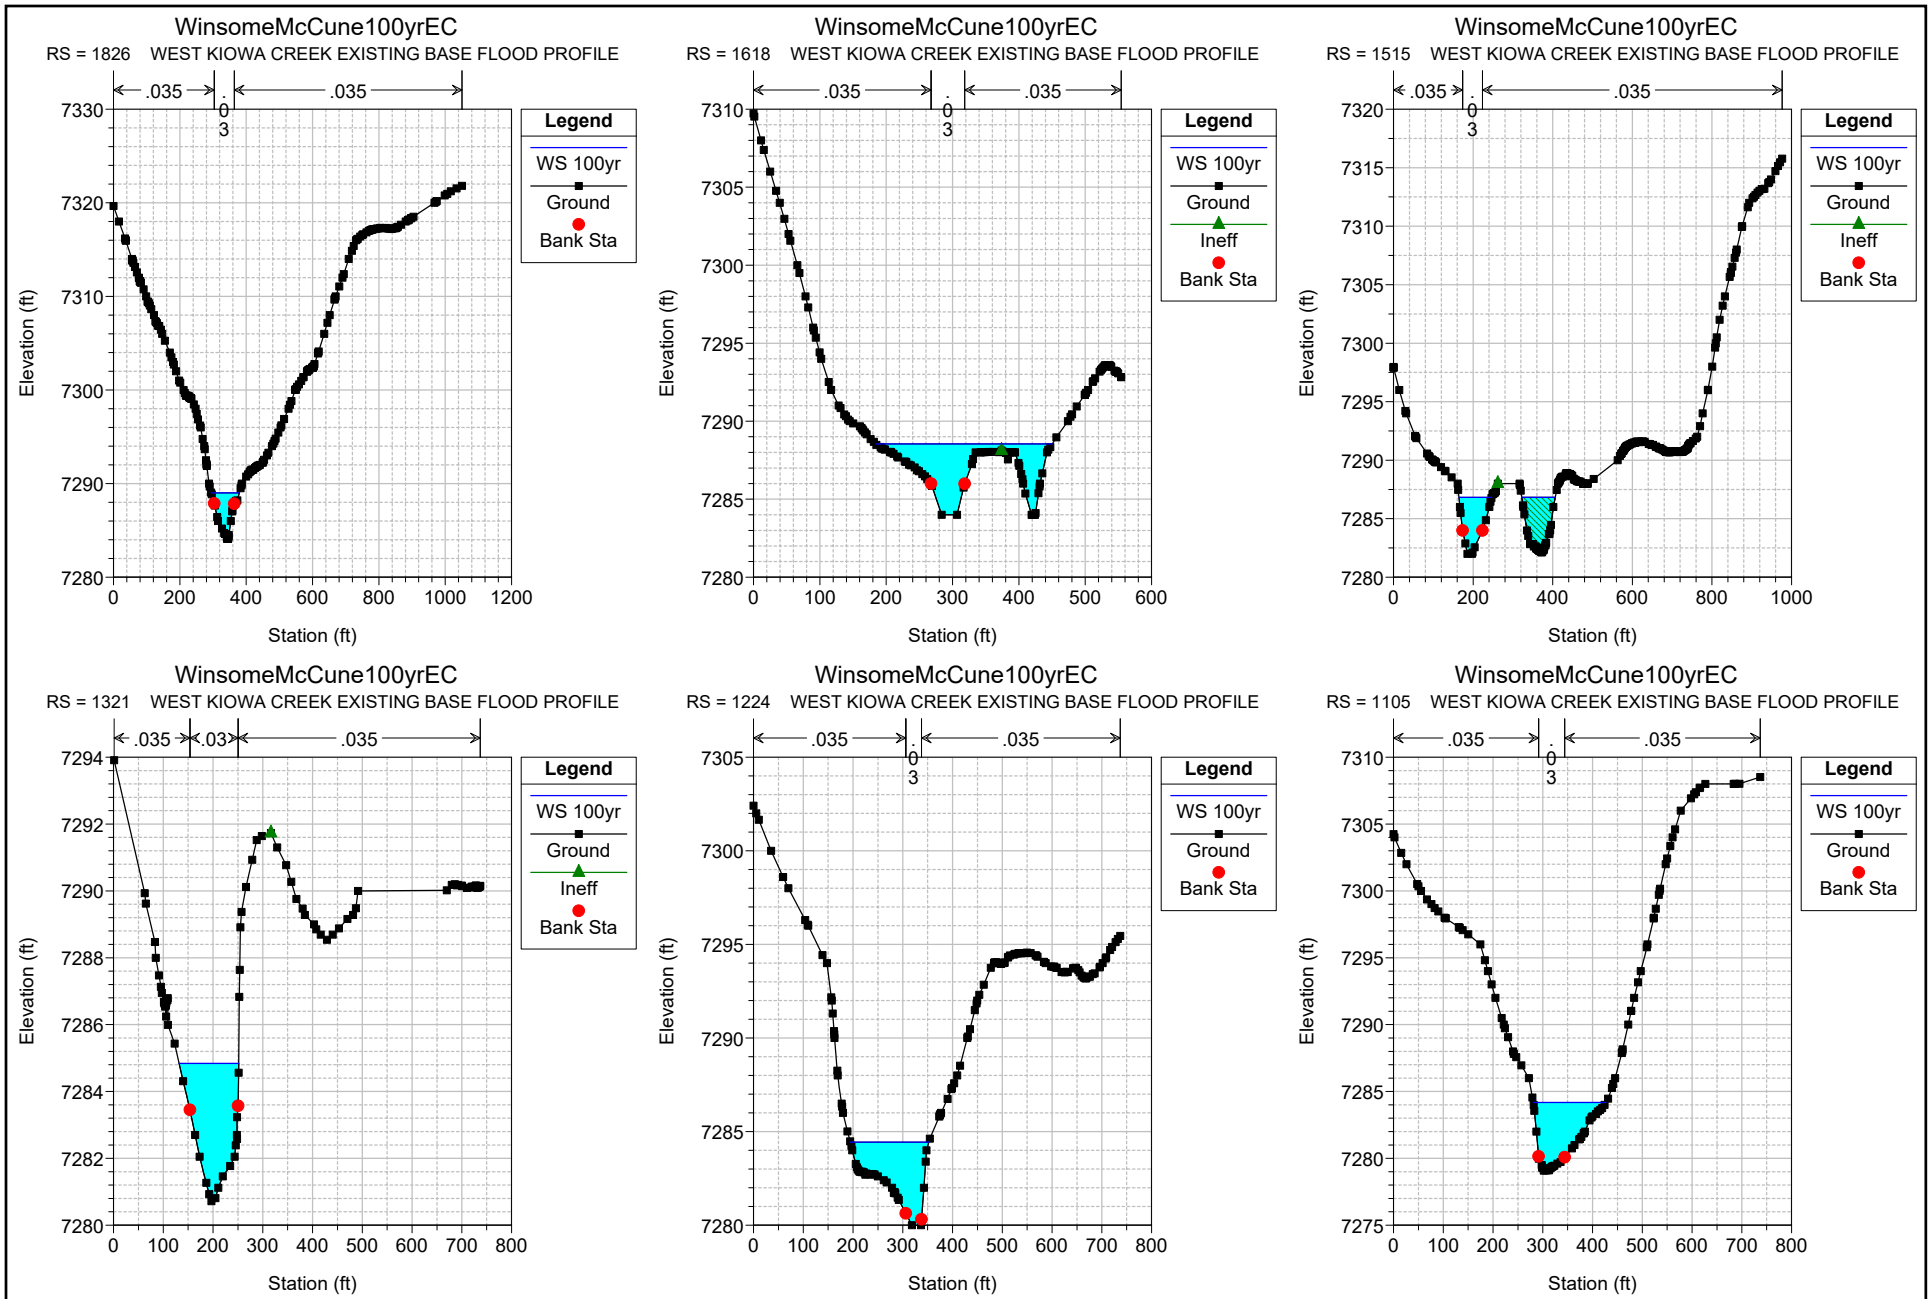 WinsomeMcCune100yrEC
RS = 1826 WEST KIOWA CREEK EXISTING BASE FLOOD PROFILE
.035 .03 .035
7330
7320
7310
7300
7290
7280
Elevation (ft)
0 200 400 600 800 1000 1200
Station (ft)
Legend
WS 100yr
Ground
Bank Sta
WinsomeMcCune100yrEC
RS = 1618 WEST KIOWA CREEK EXISTING BASE FLOOD PROFILE
.035 .03 .035
7310
7305
7300
7295
7290
7285
7280
Elevation (ft)
0 100 200 300 400 500 600
Station (ft)
Legend
WS 100yr
Ground
Ineff
Bank Sta
WinsomeMcCune100yrEC
RS = 1515 WEST KIOWA CREEK EXISTING BASE FLOOD PROFILE
.035 .03 .035
7320
7315
7310
7305
7300
7295
7290
7285
7280
Elevation (ft)
0 200 400 600 800 1000
Station (ft)
Legend
WS 100yr
Ground
Ineff
Bank Sta
WinsomeMcCune100yrEC
RS = 1321 WEST KIOWA CREEK EXISTING BASE FLOOD PROFILE
.035 .03 .035
7294
7292
7290
7288
7286
7284
7282
7280
Elevation (ft)
0 100 200 300 400 500 600 700 800
Station (ft)
Legend
WS 100yr
Ground
Ineff
Bank Sta
WinsomeMcCune100yrEC
RS = 1224 WEST KIOWA CREEK EXISTING BASE FLOOD PROFILE
.035 .03 .035
7305
7300
7295
7290
7285
7280
Elevation (ft)
0 100 200 300 400 500 600 700 800
Station (ft)
Legend
WS 100yr
Ground
Bank Sta
WinsomeMcCune100yrEC
RS = 1105 WEST KIOWA CREEK EXISTING BASE FLOOD PROFILE
.035 .03 .035
7310
7305
7300
7295
7290
7285
7280
7275
Elevation (ft)
0 100 200 300 400 500 600 700 800
Station (ft)
Legend
WS 100yr
Ground
Bank Sta